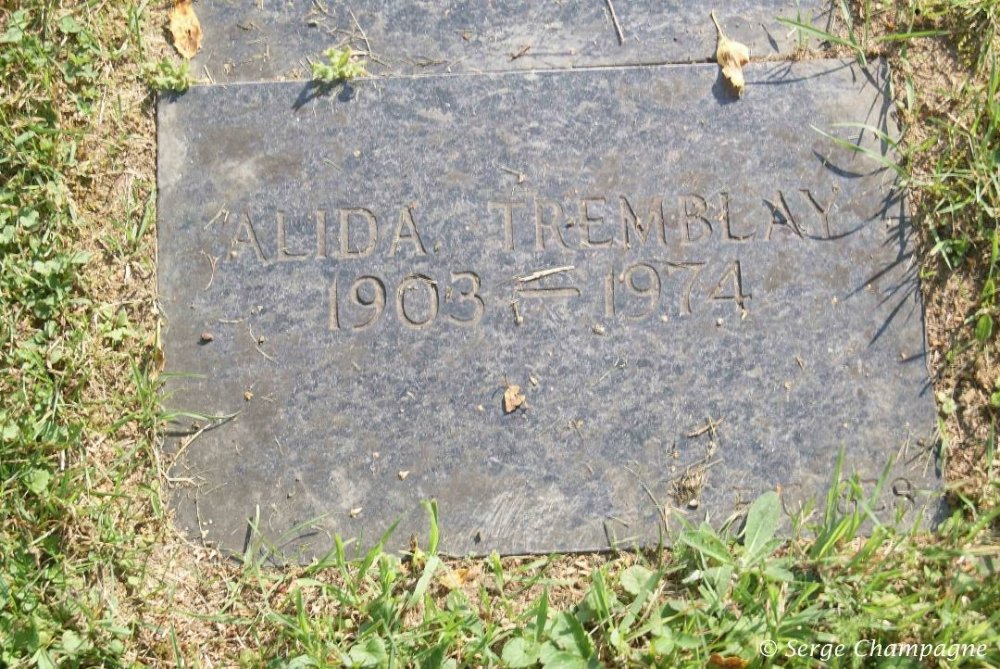 ALIDA TREMBLAY
1903 - 1974
© Serge Champagne